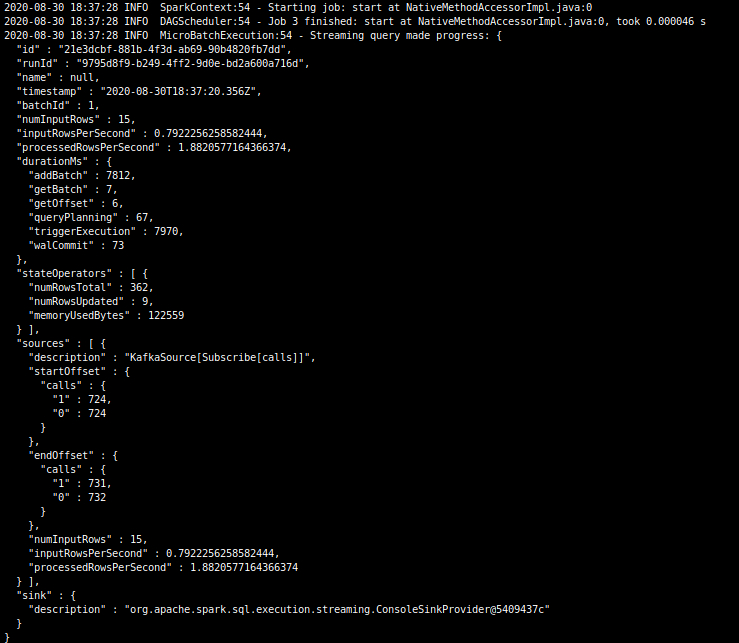 2020-08-30 18:37:28 INFO  SparkContext:54 - Starting job: start at NativeMethodAccessorImpl.java:0
2020-08-30 18:37:28 INFO  DAGScheduler:54 - Job 3 finished: start at NativeMethodAccessorImpl.java:0, took 0.000046 s
2020-08-30 18:37:28 INFO  MicroBatchExecution:54 - Streaming query made progress: {
  "id" : "21e3dcbf-881b-4f3d-ab69-90b4820fb7dd",
  "runId" : "9795d8f9-b249-4ff2-9d0e-bd2a600a716d",
  "name" : null,
  "timestamp" : "2020-08-30T18:37:20.356Z",
  "batchId" : 1,
  "numInputRows" : 15,
  "inputRowsPerSecond" : 0.7922256258582444,
  "processedRowsPerSecond" : 1.8820577164366374,
  "durationMs" : {
    "addBatch" : 7812,
    "getBatch" : 7,
    "getOffset" : 6,
    "queryPlanning" : 67,
    "triggerExecution" : 7970,
    "walCommit" : 73
  },
  "stateOperators" : [ {
    "numRowsTotal" : 362,
    "numRowsUpdated" : 9,
    "memoryUsedBytes" : 122559
  } ],
  "sources" : [ {
    "description" : "KafkaSource[Subscribe[calls]]",
    "startOffset" : {
      "calls" : {
        "1" : 724,
        "0" : 724
      }
    },
    "endOffset" : {
      "calls" : {
        "1" : 731,
        "0" : 732
      }
    },
    "numInputRows" : 15,
    "inputRowsPerSecond" : 0.7922256258582444,
    "processedRowsPerSecond" : 1.8820577164366374
  } ],
  "sink" : {
    "description" : "org.apache.spark.sql.execution.streaming.ConsoleSinkProvider@5409437c"
  }
}